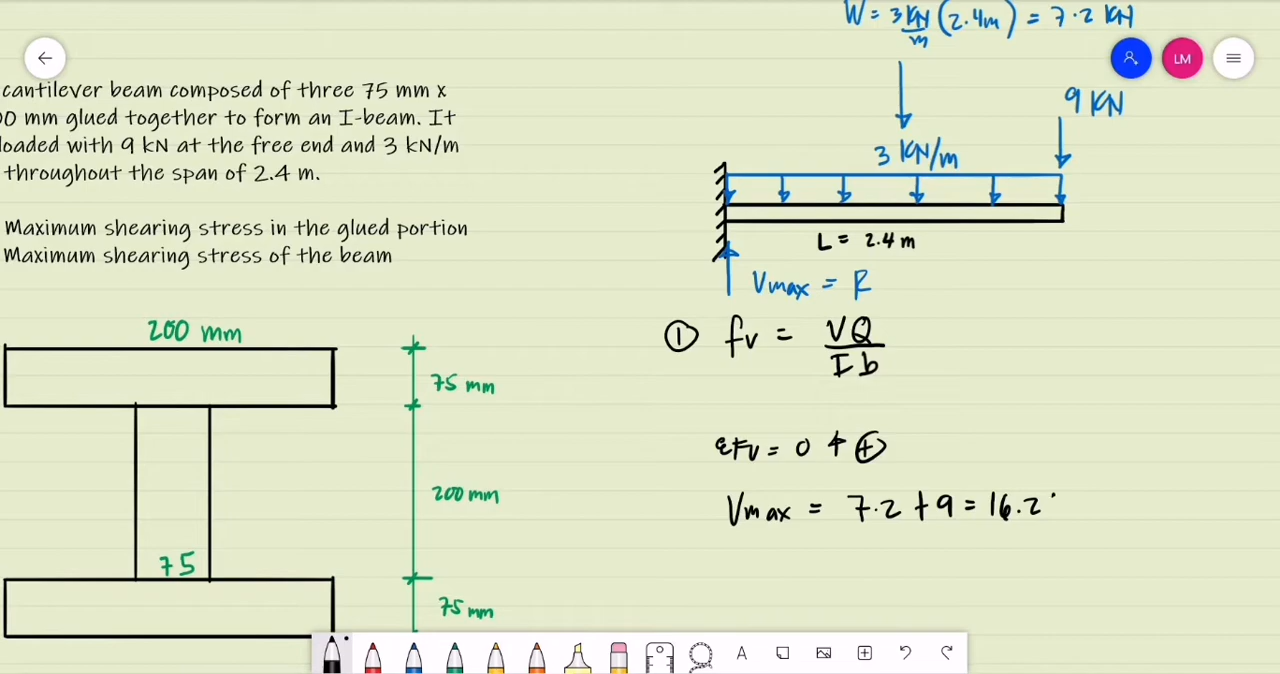 W = 3 KN/m (2.4m) = 7.2 KN
LM
cantilever beam composed of three 75 mm x
00 mm glued together to form an I-beam. It
loaded with 9 kN at the free end and 3 kN/m
throughout the span of 2.4 m.
Maximum shearing stress in the glued portion
Maximum shearing stress of the beam
9 KN
3 KN/m
L = 2.4 m
Vmax = R
200 mm
75 mm
200 mm
75
75 mm
① fv = VQ / Ib
ΣFv = 0 ↑ ⊕
Vmax = 7.2 + 9 = 16.2
A